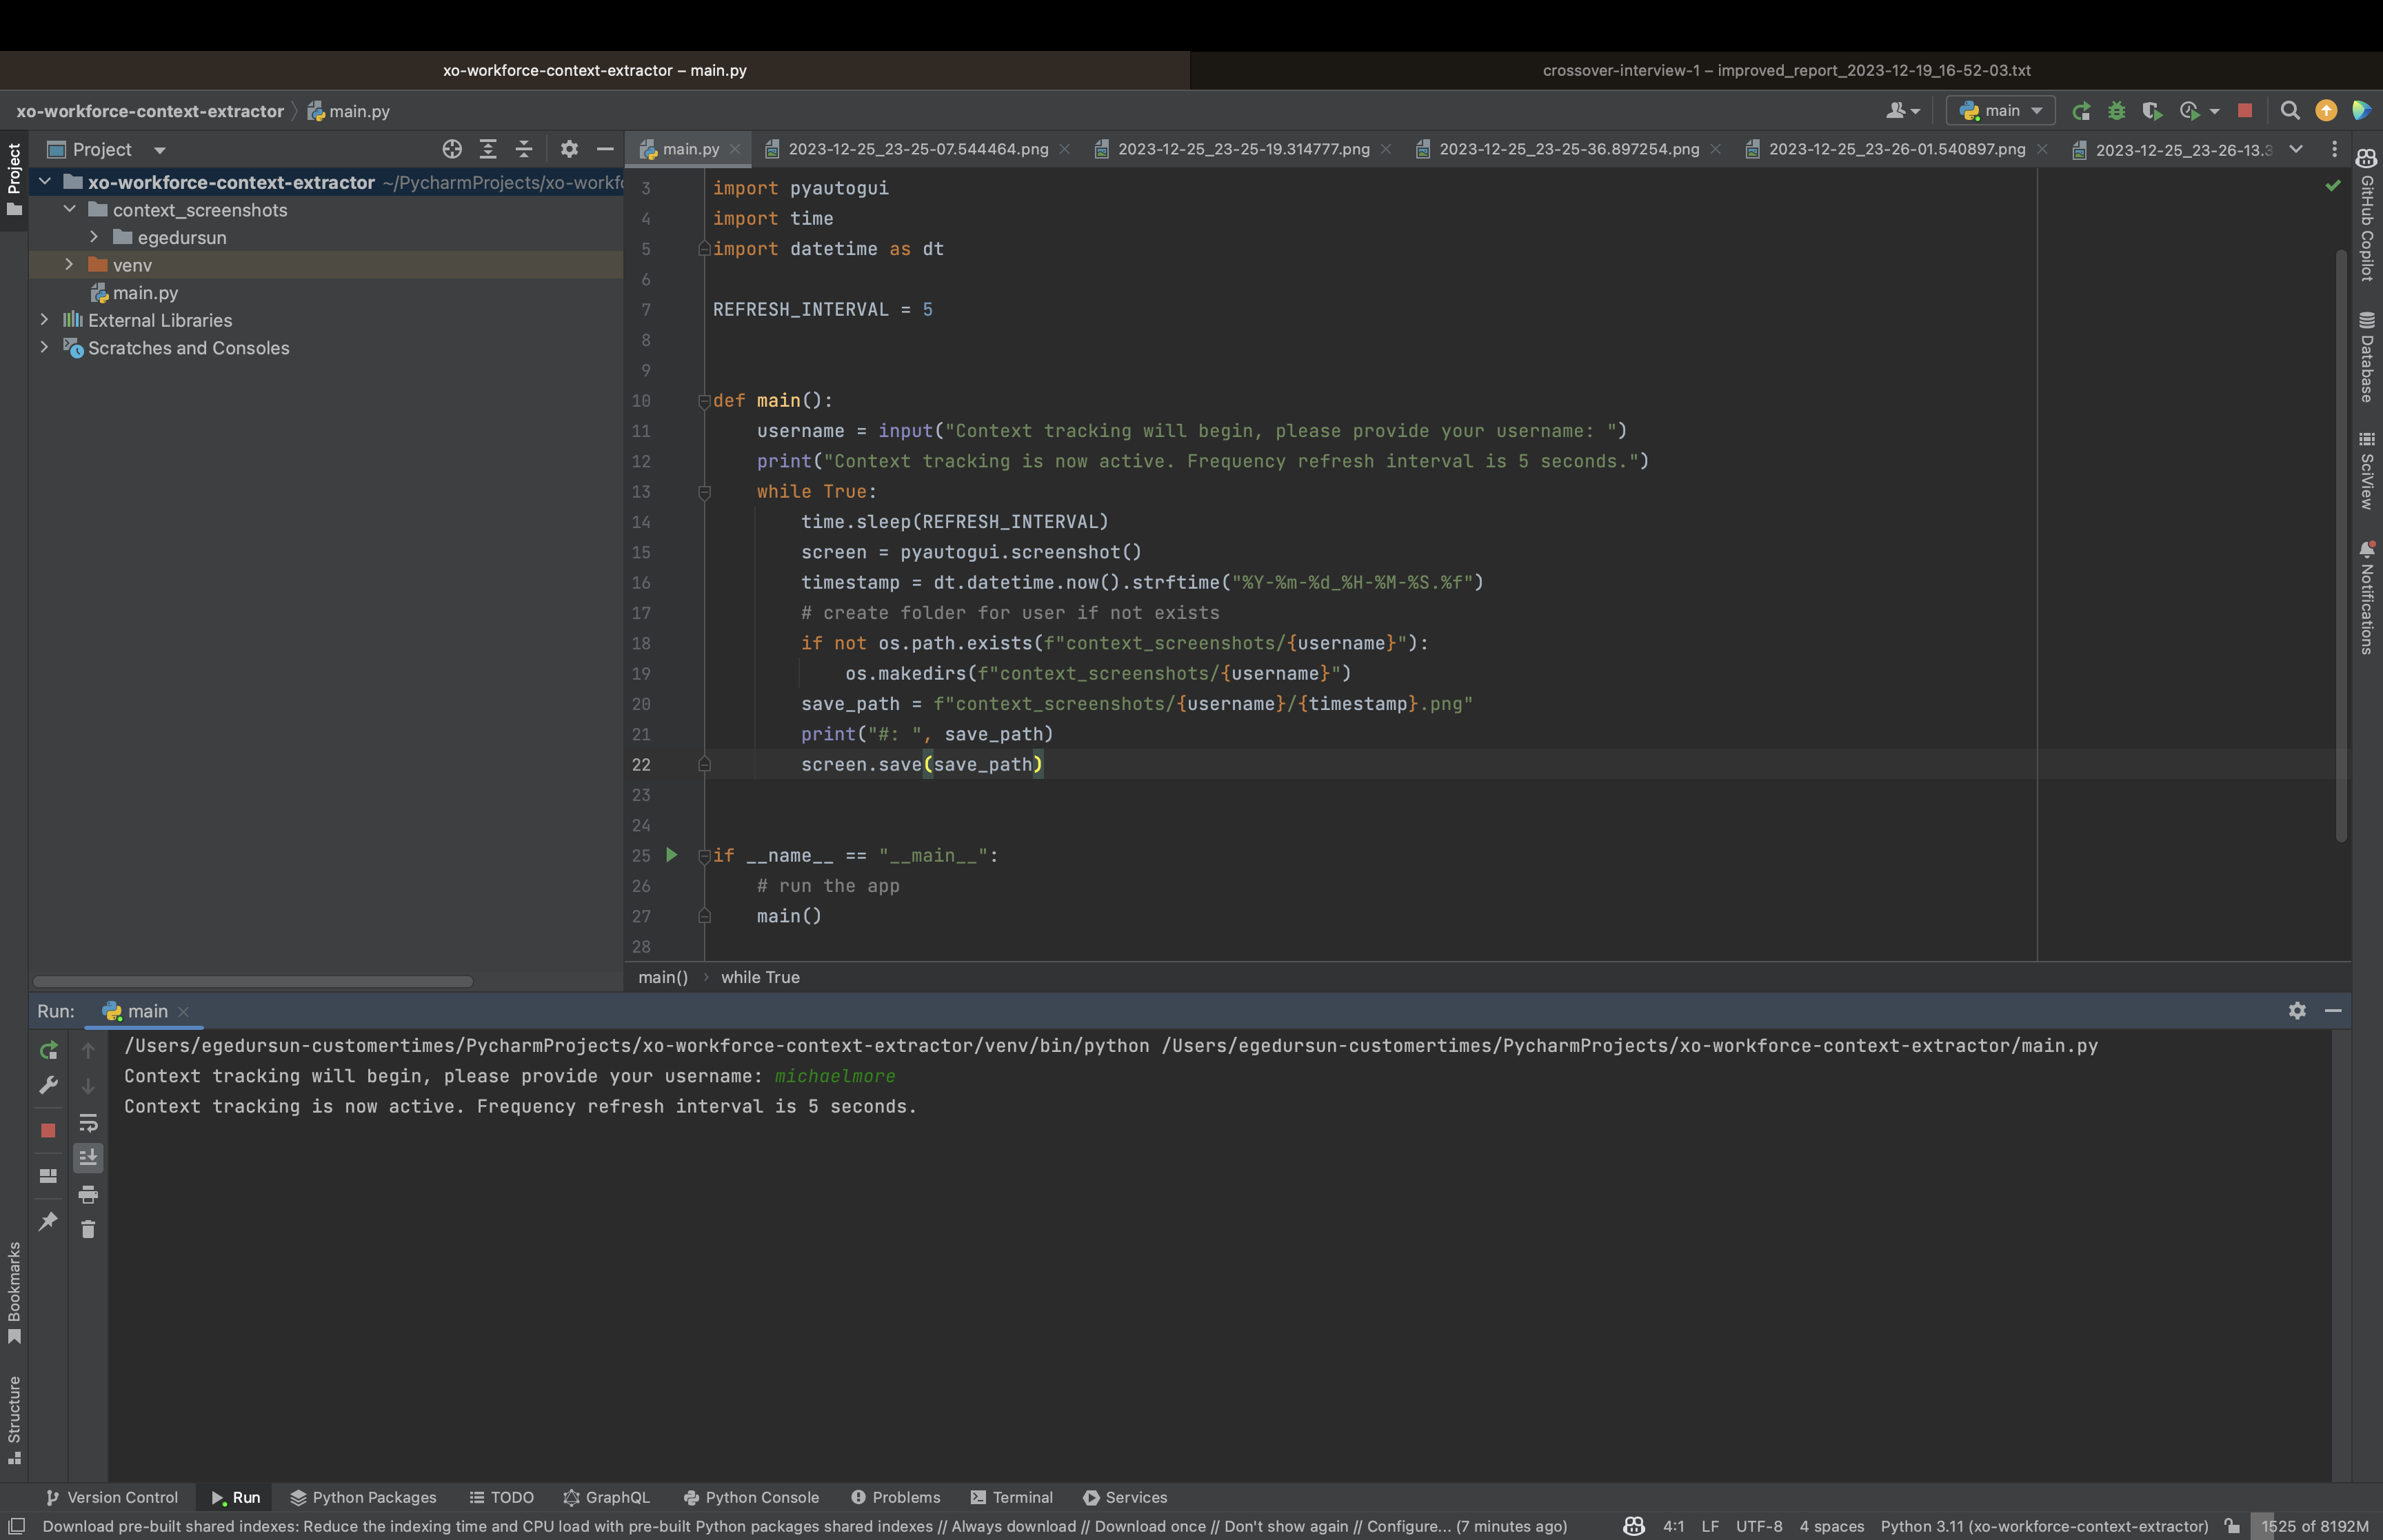 xo-workforce-context-extractor – main.py
crossover-interview-1 – improved_report_2023-12-19_16-52-03.txt
xo-workforce-context-extractor main.py
main
Project
main.py
2023-12-25_23-25-07.544464.png
2023-12-25_23-25-19.314777.png
2023-12-25_23-25-36.897254.png
2023-12-25_23-26-01.540897.png
2023-12-25_23-26-13.3
Project
xo-workforce-context-extractor ~/PycharmProjects/xo-workf
context_screenshots
egedursun
venv
main.py
External Libraries
Scratches and Consoles
3 import pyautogui
4 import time
5 import datetime as dt
6
7 REFRESH_INTERVAL = 5
8
9
10 def main():
11 username = input("Context tracking will begin, please provide your username: ")
12 print("Context tracking is now active. Frequency refresh interval is 5 seconds.")
13 while True:
14 time.sleep(REFRESH_INTERVAL)
15 screen = pyautogui.screenshot()
16 timestamp = dt.datetime.now().strftime("%Y-%m-%d_%H-%M-%S.%f")
17 # create folder for user if not exists
18 if not os.path.exists(f"context_screenshots/{username}"):
19 os.makedirs(f"context_screenshots/{username}")
20 save_path = f"context_screenshots/{username}/{timestamp}.png"
21 print("#: ", save_path)
22 screen.save(save_path)
23
24
25 if __name__ == "__main__":
26 # run the app
27 main()
28
main() › while True
GitHub Copilot
Database
SciView
Notifications
Run: main
/Users/egedursun-customertimes/PycharmProjects/xo-workforce-context-extractor/venv/bin/python /Users/egedursun-customertimes/PycharmProjects/xo-workforce-context-extractor/main.py
Context tracking will begin, please provide your username: michaelmore
Context tracking is now active. Frequency refresh interval is 5 seconds.
Bookmarks
Structure
Version Control
Run
Python Packages
TODO
GraphQL
Python Console
Problems
Terminal
Services
Download pre-built shared indexes: Reduce the indexing time and CPU load with pre-built Python packages shared indexes // Always download // Download once // Don't show again // Configure... (7 minutes ago)
4:1 LF UTF-8 4 spaces Python 3.11 (xo-workforce-context-extractor) 1525 of 8192M